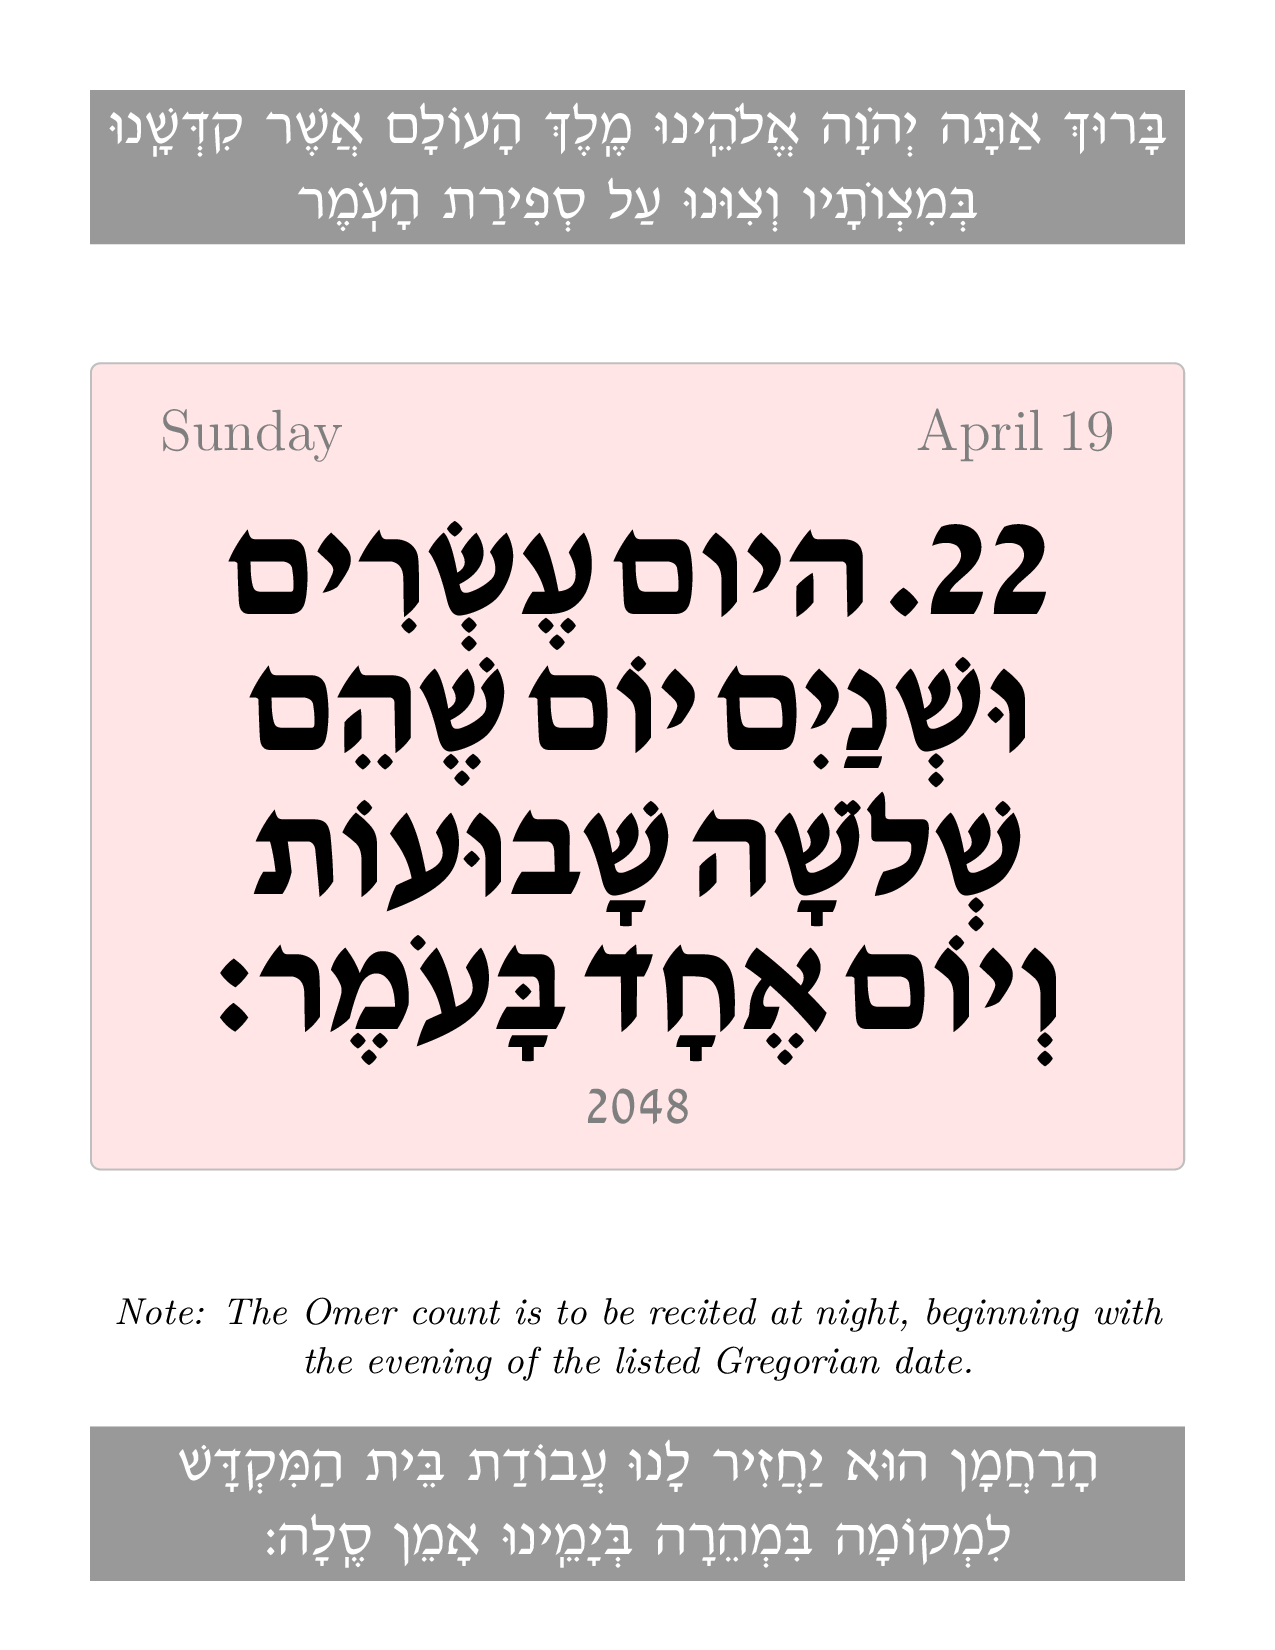 בָּרוּךְ אַתָּה יְהֹוָה אֱלֹהֵֽינוּ מֶֽלֶךְ הָעוֹלָם אֲשֶׁר קִדְּשָֽׁנוּ
בְּמִצְוֹתָיו וְצִוּנוּ עַל סְפִירַת הָעֽוֹמֶר
Sunday April 19
22. היום עֶשְׂרִים
וּשְׁנַיִם יוֹם שֶׁהֵם
שְׁלֹשָׁה שָׁבוּעוֹת
וְיוֹם אֶחָד בָּעֹמֶר:
2048
Note: The Omer count is to be recited at night, beginning with
the evening of the listed Gregorian date.
הָרַחֲמָן הוּא יַחֲזִיר לָנוּ עֲבוֹדַת בֵּית הַמִּקְדָּשׁ
לִמְקוֹמָהּ בִּמְהֵרָה בְּיָמֵֽינוּ אָמֵן סֶֽלָה: